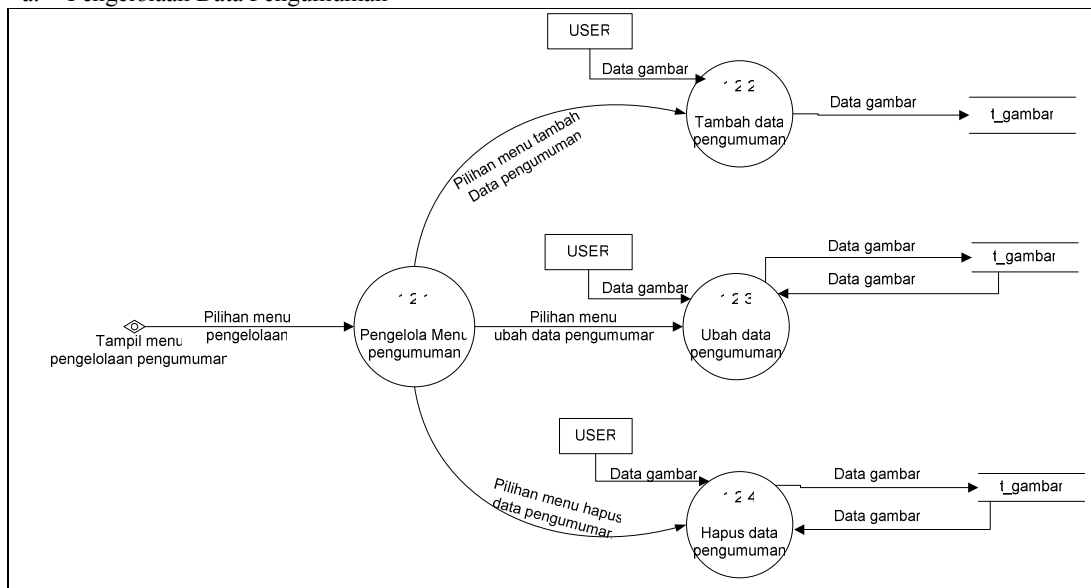 a. Pengelolaan Data Pengumuman
USER
Data gambar
1.2.2
Tambah data
pengumuman
Data gambar
t_gambar
Pilihan menu tambah
Data pengumuman
USER
Data gambar
1.2.3
Ubah data
pengumuman
Data gambar
Data gambar
t_gambar
1.2.1
Pengelola Menu
pengumuman
Pilihan menu
ubah data pengumuman
Pilihan menu
pengelolaan
Tampil menu
pengelolaan pengumuman
USER
Data gambar
1.2.4
Hapus data
pengumuman
Data gambar
Data gambar
t_gambar
Pilihan menu hapus
data pengumuman